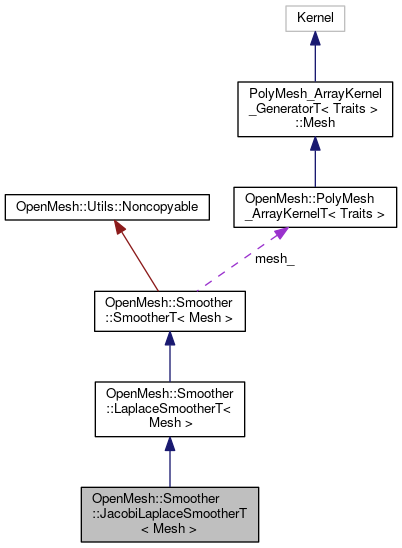 Kernel
PolyMesh_ArrayKernel
_GeneratorT< Traits >
::Mesh
OpenMesh::PolyMesh
_ArrayKernelT< Traits >
OpenMesh::Utils::Noncopyable
mesh_
OpenMesh::Smoother
::SmootherT< Mesh >
OpenMesh::Smoother
::LaplaceSmootherT<
Mesh >
OpenMesh::Smoother
::JacobiLaplaceSmootherT
< Mesh >